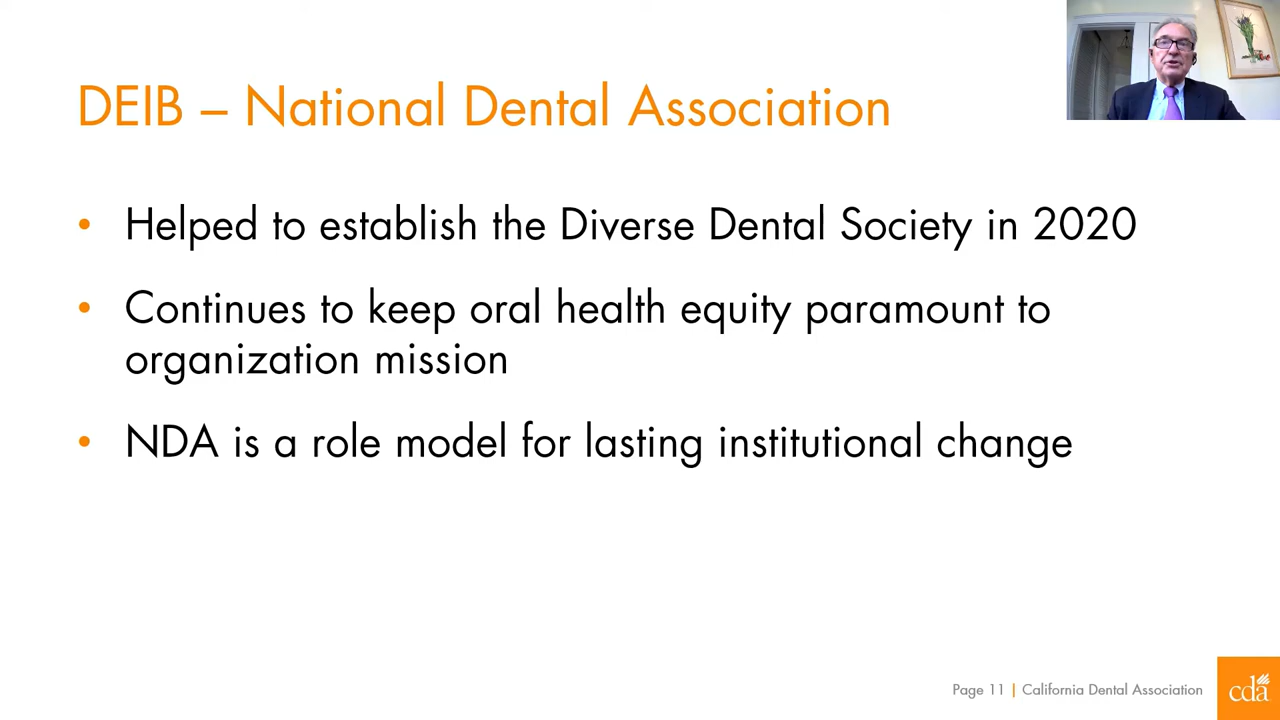 DEIB – National Dental Association
• Helped to establish the Diverse Dental Society in 2020
• Continues to keep oral health equity paramount to
organization mission
• NDA is a role model for lasting institutional change
Page 11 | California Dental Association
cda